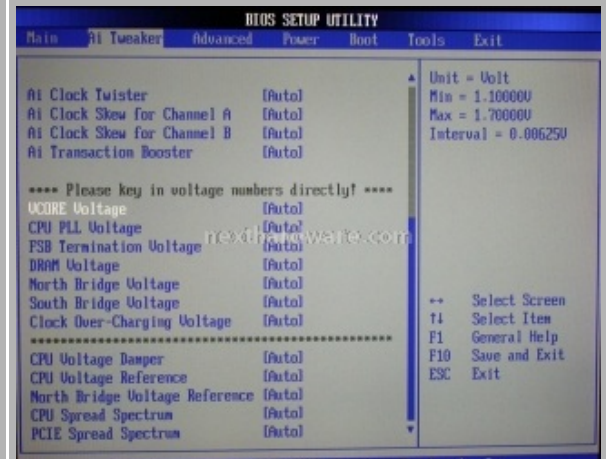 BIOS SETUP UTILITY
Main Ai Tweaker Advanced Power Boot Tools Exit
Ai Clock Twister [Auto]
Ai Clock Skew for Channel A [Auto]
Ai Clock Skew for Channel B [Auto]
Ai Transaction Booster [Auto]
**** Please key in voltage numbers directly! ****
VCORE Voltage [Auto]
CPU PLL Voltage [Auto]
FSB Termination Voltage [Auto]
DRAM Voltage [Auto]
North Bridge Voltage [Auto]
South Bridge Voltage [Auto]
Clock Over-Charging Voltage [Auto]
CPU Voltage Damper [Auto]
CPU Voltage Reference [Auto]
North Bridge Voltage Reference [Auto]
CPU Spread Spectrum [Auto]
PCIE Spread Spectrum [Auto]
Unit = Volt
Min = 1.10000V
Max = 1.70000V
Interval = 0.00625V
↔ Select Screen
↑↓ Select Item
F1 General Help
F10 Save and Exit
ESC Exit
nexthardware.com